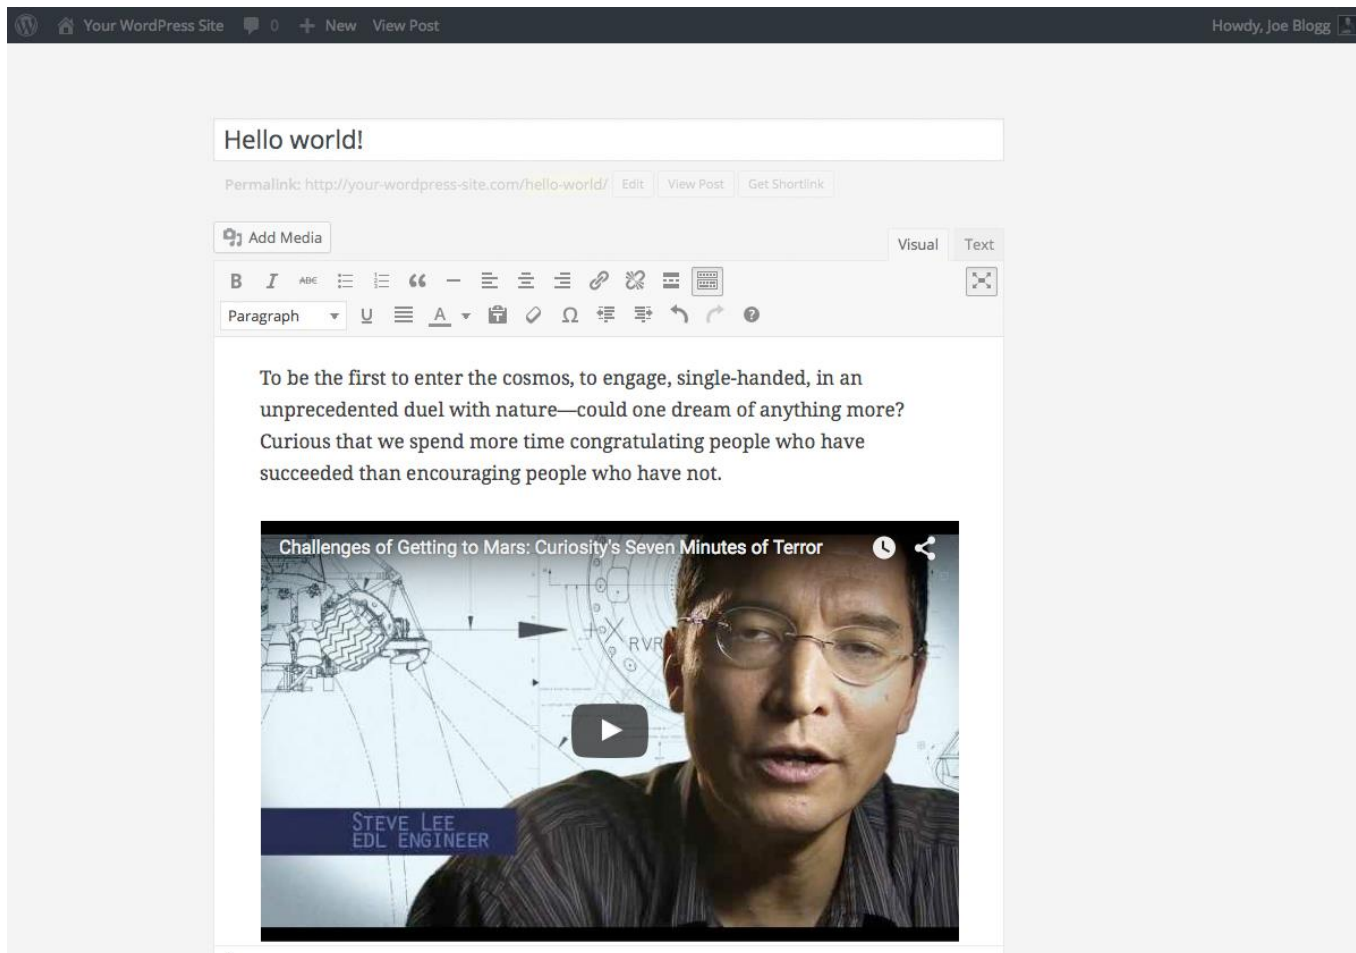 Your WordPress Site 0 New View Post Howdy, Joe Blogg
Hello world!
Permalink: http://your-wordpress-site.com/hello-world/ Edit View Post Get Shortlink
Add Media
Visual Text
B I ABC
Paragraph U A T Ω ?
To be the first to enter the cosmos, to engage, single-handed, in an
unprecedented duel with nature—could one dream of anything more?
Curious that we spend more time congratulating people who have
succeeded than encouraging people who have not.
Challenges of Getting to Mars: Curiosity's Seven Minutes of Terror
RVR
STEVE LEE
EDL ENGINEER